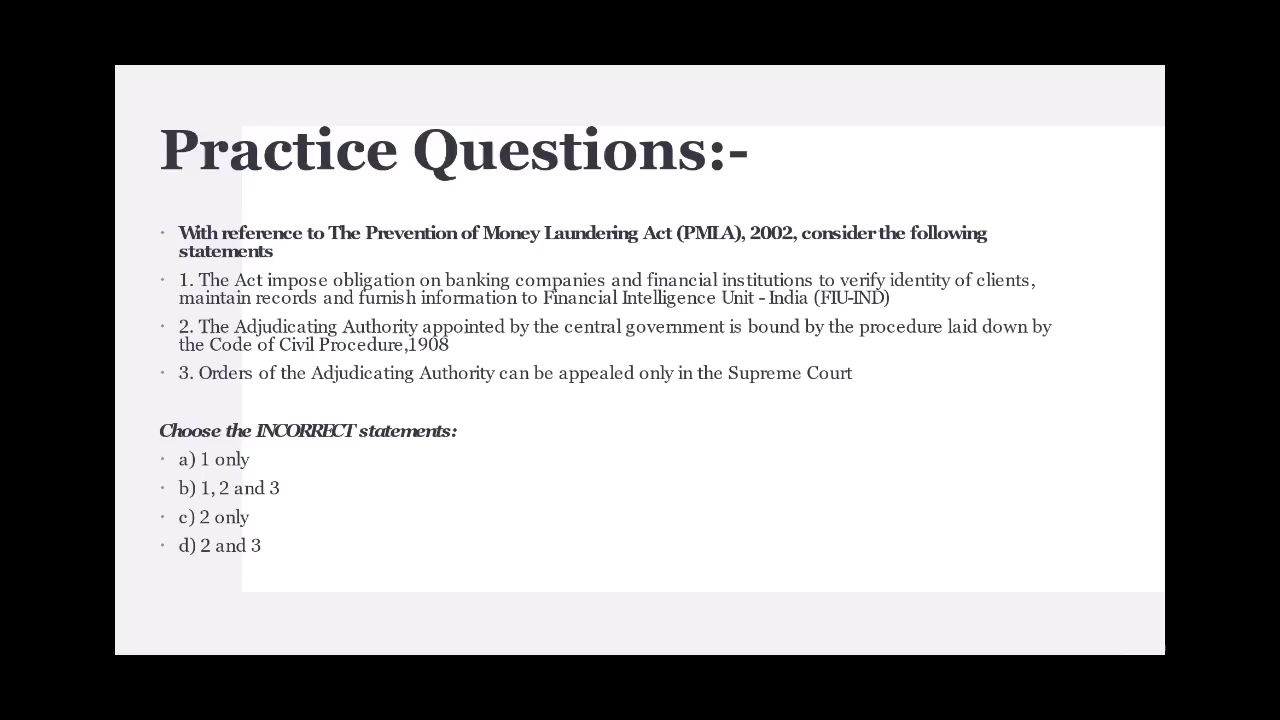 Practice Questions:-
· With reference to The Prevention of Money Laundering Act (PMLA), 2002, consider the following
statements
· 1. The Act impose obligation on banking companies and financial institutions to verify identity of clients,
maintain records and furnish information to Financial Intelligence Unit - India (FIU-IND)
· 2. The Adjudicating Authority appointed by the central government is bound by the procedure laid down by
the Code of Civil Procedure,1908
· 3. Orders of the Adjudicating Authority can be appealed only in the Supreme Court
Choose the INCORRECT statements:
· a) 1 only
· b) 1, 2 and 3
· c) 2 only
· d) 2 and 3